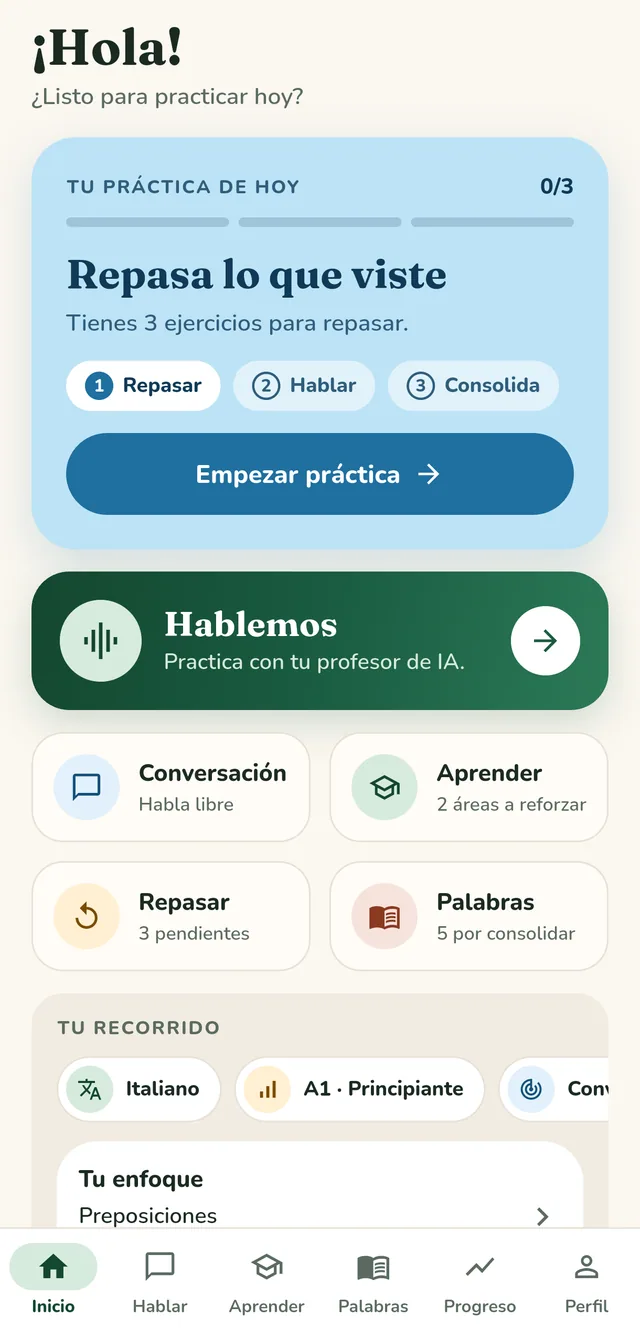 ¡Hola!
¿Listo para practicar hoy?
TU PRÁCTICA DE HOY 0/3
Repasa lo que viste
Tienes 3 ejercicios para repasar.
1 Repasar 2 Hablar 3 Consolida
Empezar práctica →
Hablemos
Practica con tu profesor de IA.
Conversación
Habla libre
Aprender
2 áreas a reforzar
Repasar
3 pendientes
Palabras
5 por consolidar
TU RECORRIDO
Italiano A1 · Principiante
Tu enfoque
Preposiciones
Inicio Hablar Aprender Palabras Progreso Perfil